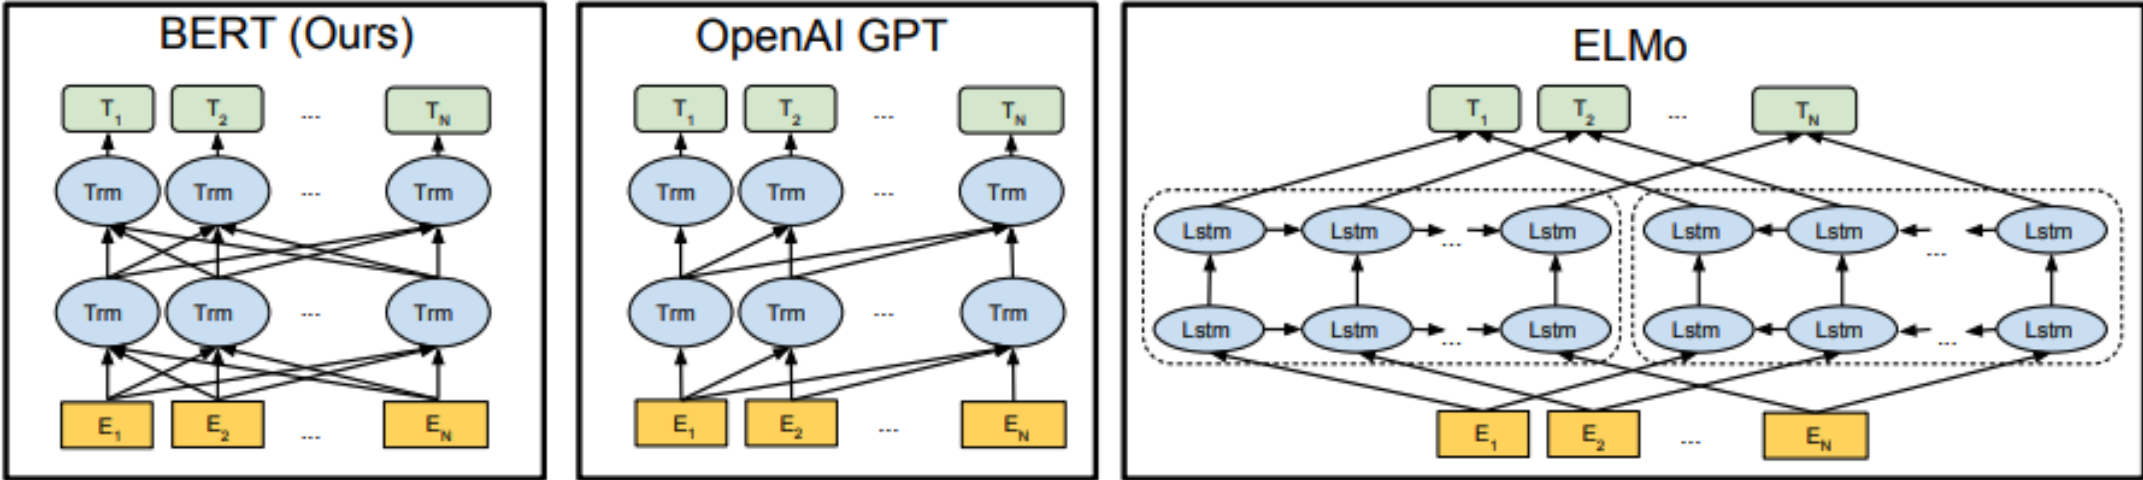 BERT (Ours)
T1 T2 ... TN
Trm Trm ... Trm
Trm Trm ... Trm
E1 E2 ... EN
OpenAI GPT
T1 T2 ... TN
Trm Trm ... Trm
Trm Trm ... Trm
E1 E2 ... EN
ELMo
T1 T2 ... TN
Lstm Lstm ... Lstm Lstm Lstm ... Lstm
Lstm Lstm ... Lstm Lstm Lstm ... Lstm
E1 E2 ... EN